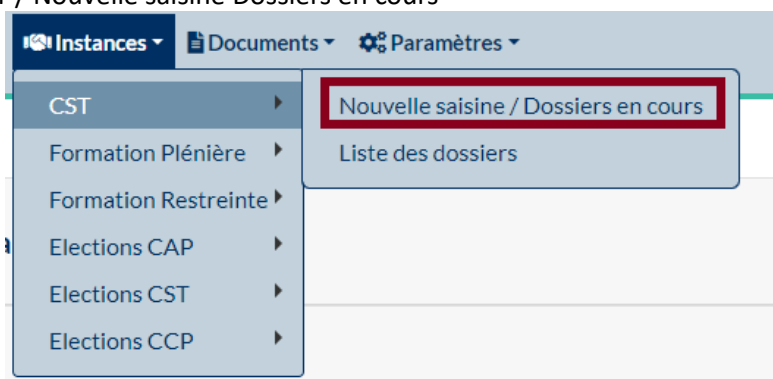 / Nouvelle saisine Dossiers en cours
Instances Documents Paramètres
CST
Nouvelle saisine / Dossiers en cours
Formation Plénière
Liste des dossiers
Formation Restreinte
Elections CAP
Elections CST
Elections CCP